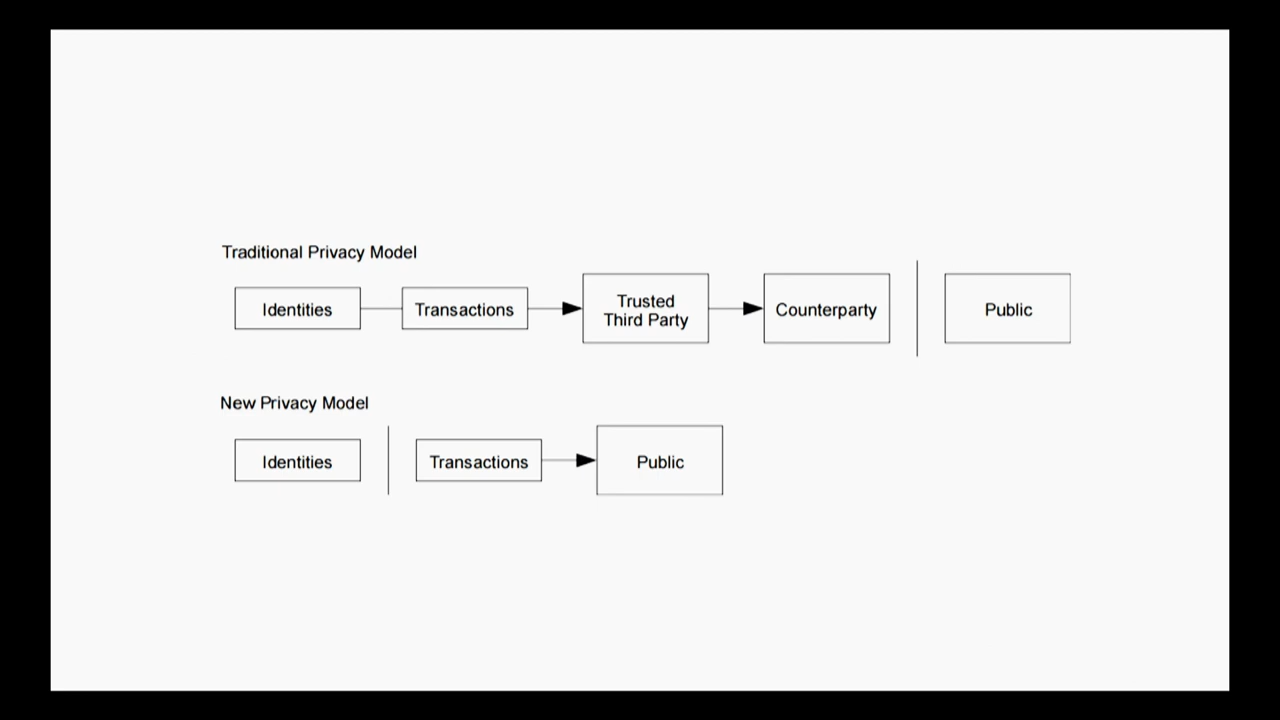 Traditional Privacy Model
Identities
Transactions
Trusted
Third Party
Counterparty
Public
New Privacy Model
Identities
Transactions
Public